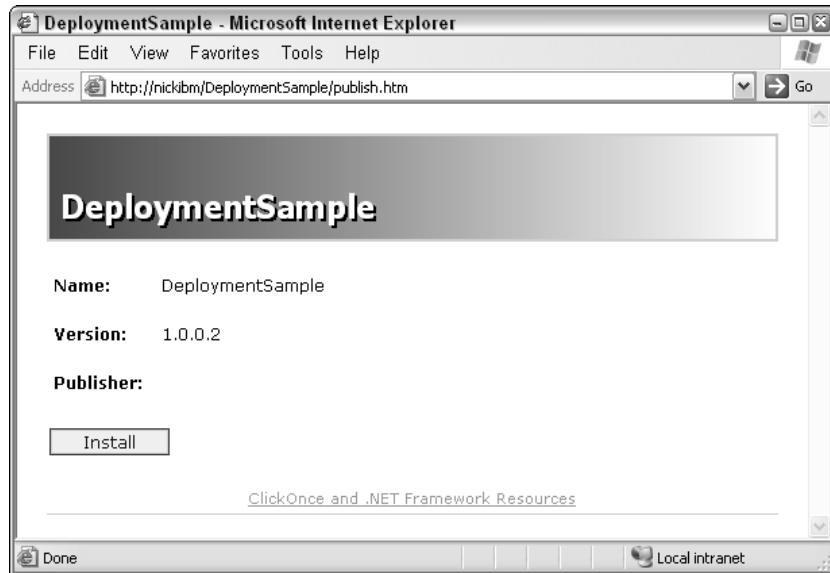 DeploymentSample - Microsoft Internet Explorer
File Edit View Favorites Tools Help
Address http://nickibm/DeploymentSample/publish.htm Go
DeploymentSample
Name: DeploymentSample
Version: 1.0.0.2
Publisher:
Install
ClickOnce and .NET Framework Resources
Done Local intranet